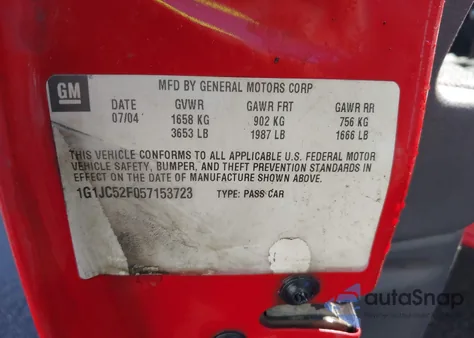 GM
MFD BY GENERAL MOTORS CORP
DATE GVWR GAWR FRT GAWR RR
07/04 1658 KG 902 KG 756 KG
3653 LB 1987 LB 1666 LB
THIS VEHICLE CONFORMS TO ALL APPLICABLE U.S. FEDERAL MOTOR
VEHICLE SAFETY, BUMPER, AND THEFT PREVENTION STANDARDS IN
EFFECT ON THE DATE OF MANUFACTURE SHOWN ABOVE.
1G1JC52F057153723 TYPE: PASS CAR
autoSnap